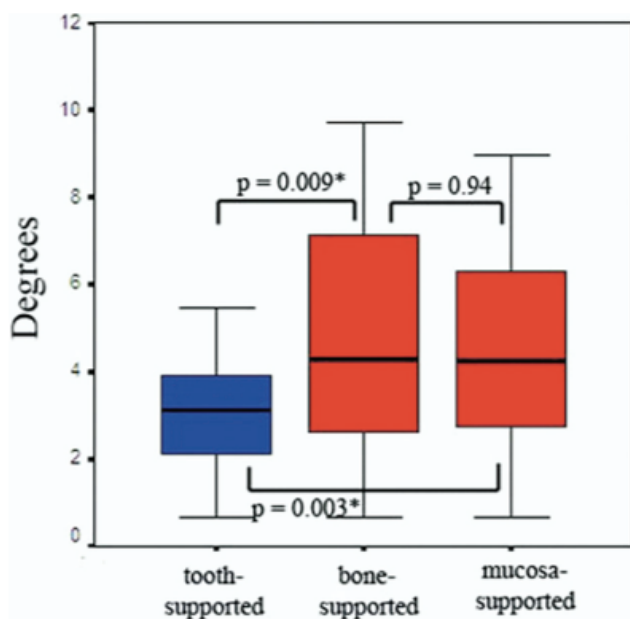 12
10
8
6
4
2
0
Degrees
p = 0.009*
p = 0.94
p = 0.003*
tooth-
supported
bone-
supported
mucosa-
supported